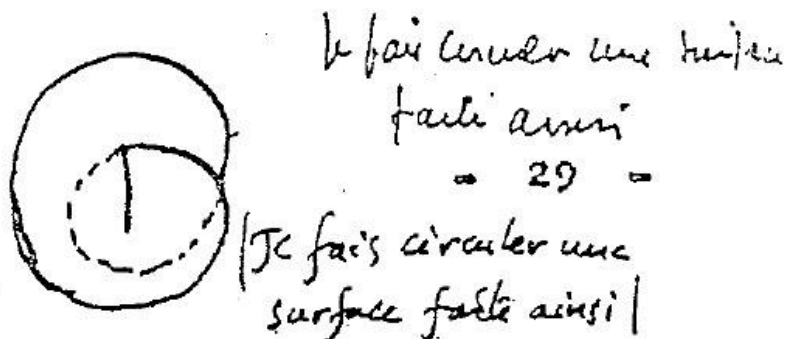 Je fais circuler une surface
faite ainsi
- 29 -
|Je fais circuler une
surface faite ainsi|